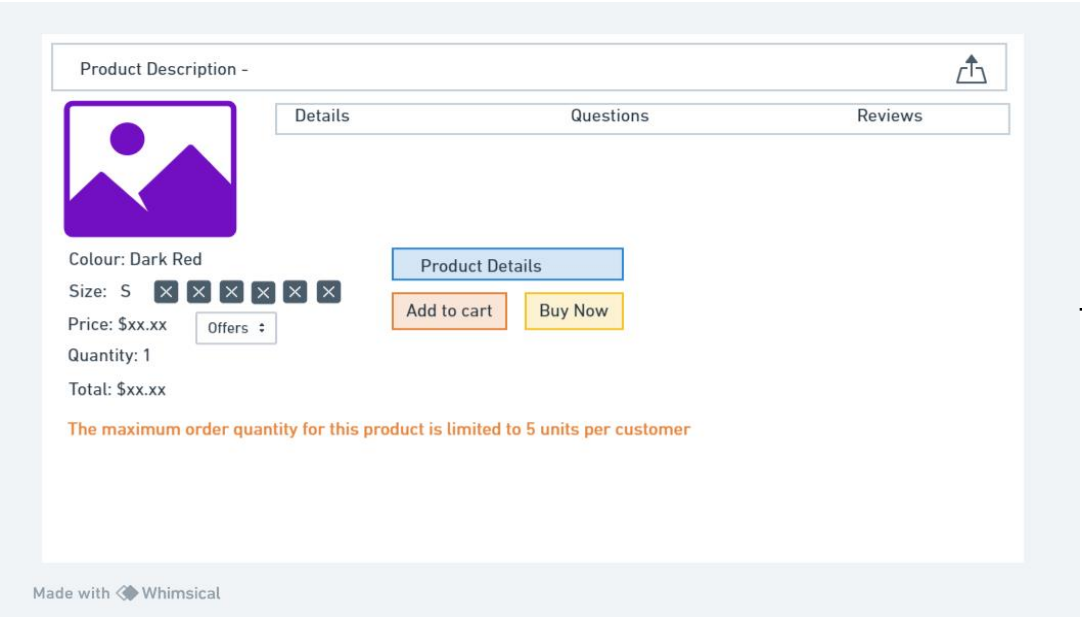 Product Description -
Details Questions Reviews
Colour: Dark Red
Product Details
Size: S
Add to cart Buy Now
Price: $xx.xx Offers
Quantity: 1
Total: $xx.xx
The maximum order quantity for this product is limited to 5 units per customer
Made with Whimsical